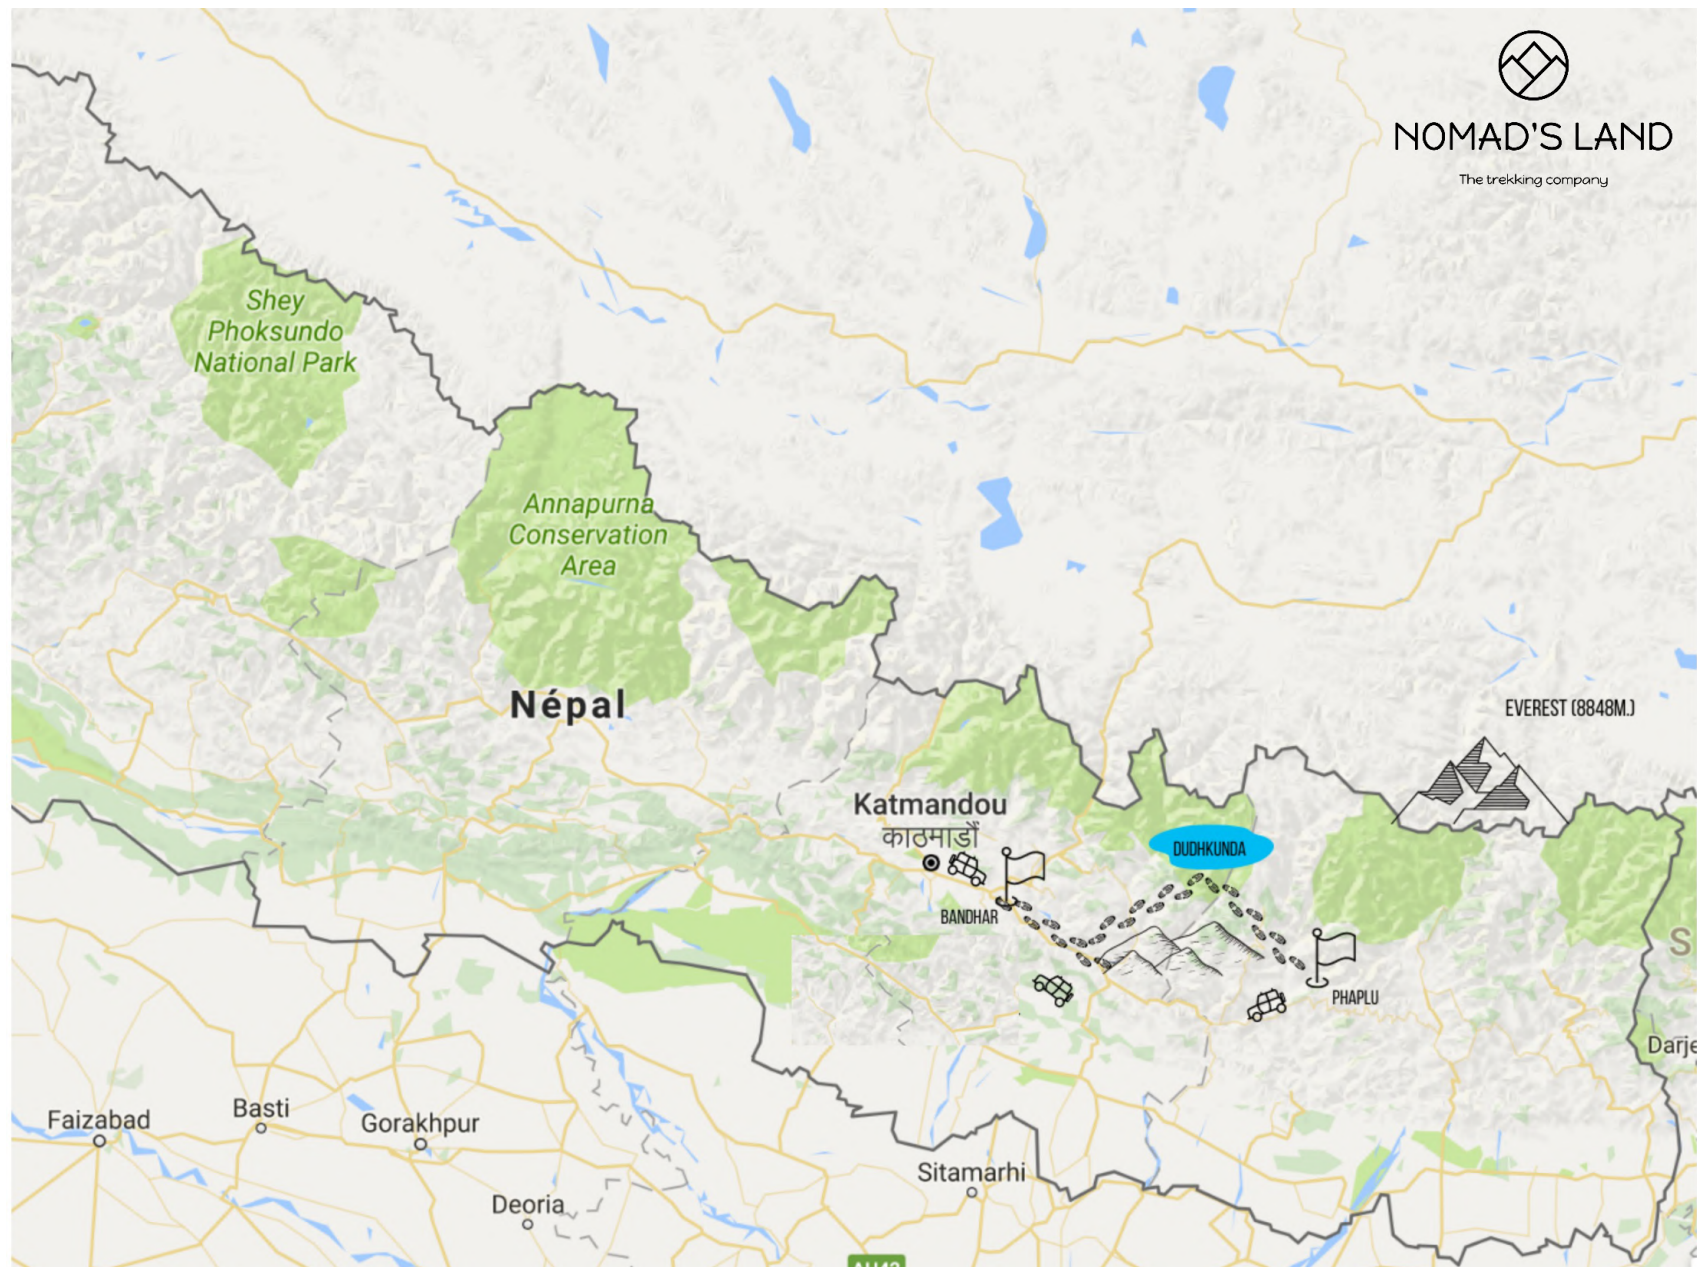 NOMAD'S LAND
The trekking company
Shey
Phoksundo
National Park
Annapurna
Conservation
Area
Népal
EVEREST (8848M.)
Katmandou
काठमाडौं
DUDHKUNDA
BANDHAR
PHAPLU
S
Darje
Faizabad
Basti
Gorakhpur
Sitamarhi
Deoria
AH42